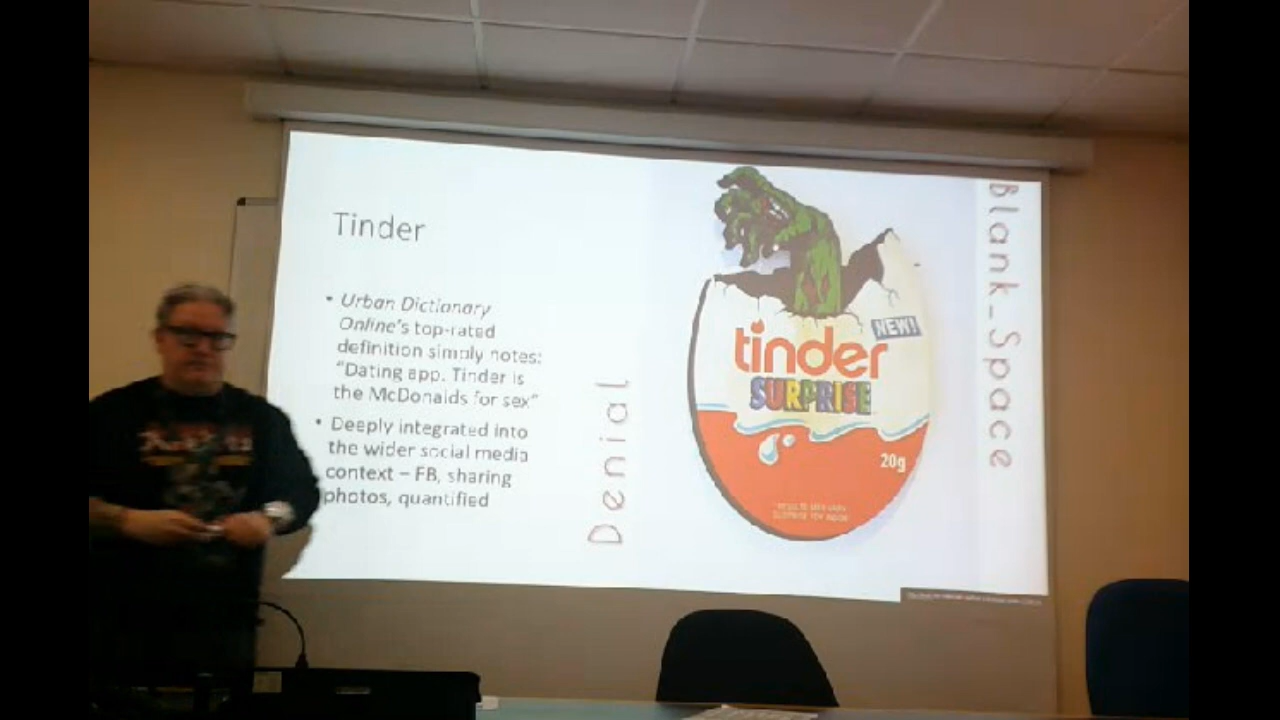 Tinder
• Urban Dictionary
Online's top-rated
definition simply notes:
"Dating app. Tinder is
the McDonalds for sex"
• Deeply integrated into
the wider social media
context – FB, sharing
photos, quantified
Denial
NEW!
tinder
SURPRISE
20g
Blank_Space